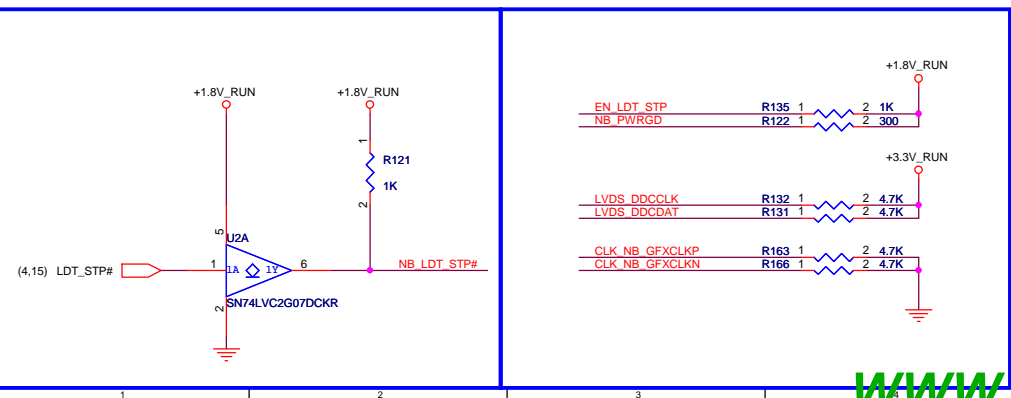 +1.8V_RUN
+1.8V_RUN
1
R121
1K
2
5
U2A
(4,15) LDT_STP#
1
1A
1Y
6
NB_LDT_STP#
2
SN74LVC2G07DCKR
+1.8V_RUN
EN_LDT_STP R135 1 2 1K
NB_PWRGD R122 1 2 300
+3.3V_RUN
LVDS_DDCCLK R132 1 2 4.7K
LVDS_DDCDAT R131 1 2 4.7K
CLK_NB_GFXCLKP R163 1 2 4.7K
CLK_NB_GFXCLKN R166 1 2 4.7K
www
1 2 3 4